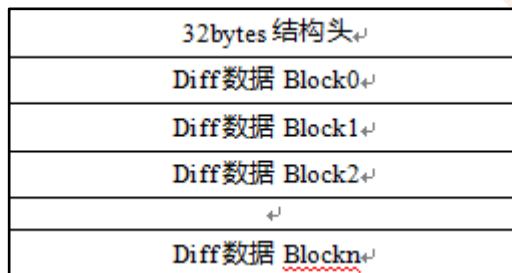 32bytes 结构头
Diff数据 Block0
Diff数据 Block1
Diff数据 Block2
Diff数据 Blockn